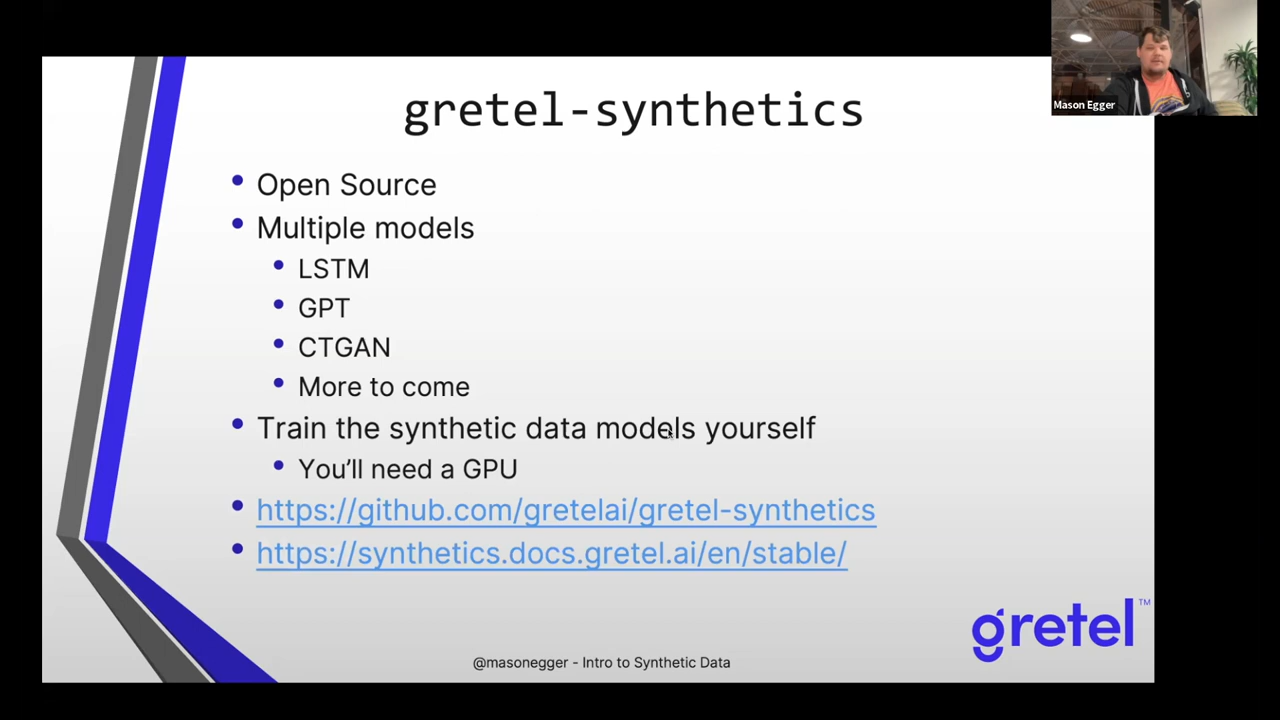 Mason Egger
gretel-synthetics
Open Source
Multiple models
LSTM
GPT
CTGAN
More to come
Train the synthetic data models yourself
You’ll need a GPU
https://github.com/gretelai/gretel-synthetics
https://synthetics.docs.gretel.ai/en/stable/
gretel™
@masonegger - Intro to Synthetic Data